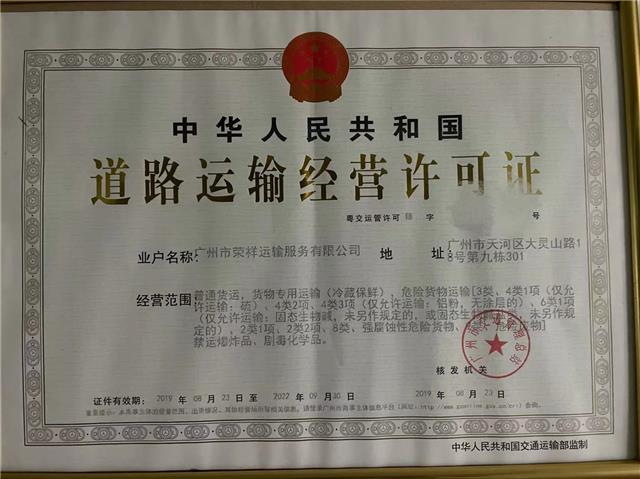 中华人民共和国
道路运输经营许可证
粤交运管许可 字 号
业户名称:广州市荣祥运输服务有限公司
地 址:广州市天河区大灵山路18号第九栋301
经营范围:普通货运,货物专用运输(冷藏保鲜),危险货物运输[3类,4类1项(仅允
许运输:硫),4类2项,4类3项(仅允许运输:铝粉,无涂层的),6类1项
(仅允许运输:固态生物碱,未另作规定的,或固态生物碱 ,未另作规
定的),2类1项,2类2项,8类,强腐蚀性危险货物, 危险 物]
禁运爆炸品,剧毒化学品。
核发机关
证件有效期: 2019 年 08 月 23 日 至 2022 年 09 月 30 日
2019 年 08 月 23 日
中华人民共和国交通运输部监制